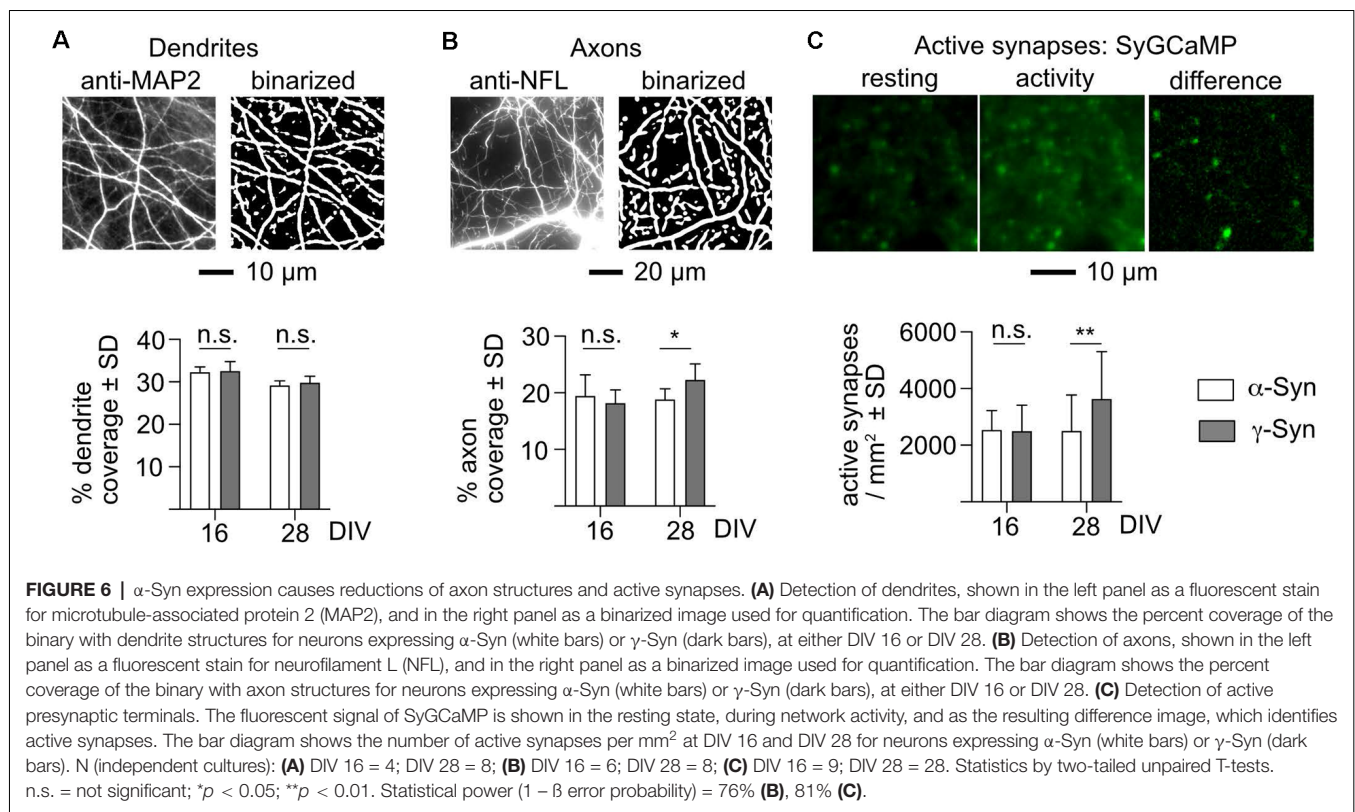 A
Dendrites
anti-MAP2 binarized
10 µm
% dendrite
coverage ± SD
40
30
20
10
n.s.
n.s.
16
28
DIV
B
Axons
anti-NFL binarized
20 µm
% axon
coverage ± SD
30
20
10
n.s.
*
16
28
DIV
C
Active synapses: SyGCaMP
resting activity difference
10 µm
active synapses
/ mm² ± SD
6000
4000
2000
n.s.
**
16
28
DIV
α-Syn
γ-Syn
FIGURE 6 | α-Syn expression causes reductions of axon structures and active synapses. (A) Detection of dendrites, shown in the left panel as a fluorescent stain
for microtubule-associated protein 2 (MAP2), and in the right panel as a binarized image used for quantification. The bar diagram shows the percent coverage of the
binary with dendrite structures for neurons expressing α-Syn (white bars) or γ-Syn (dark bars), at either DIV 16 or DIV 28. (B) Detection of axons, shown in the left
panel as a fluorescent stain for neurofilament L (NFL), and in the right panel as a binarized image used for quantification. The bar diagram shows the percent
coverage of the binary with axon structures for neurons expressing α-Syn (white bars) or γ-Syn (dark bars), at either DIV 16 or DIV 28. (C) Detection of active
presynaptic terminals. The fluorescent signal of SyGCaMP is shown in the resting state, during network activity, and as the resulting difference image, which identifies
active synapses. The bar diagram shows the number of active synapses per mm² at DIV 16 and DIV 28 for neurons expressing α-Syn (white bars) or γ-Syn (dark
bars). N (independent cultures): (A) DIV 16 = 4; DIV 28 = 8; (B) DIV 16 = 6; DIV 28 = 8; (C) DIV 16 = 9; DIV 28 = 28. Statistics by two-tailed unpaired T-tests.
n.s. = not significant; *p < 0.05; **p < 0.01. Statistical power (1 – ß error probability) = 76% (B), 81% (C).